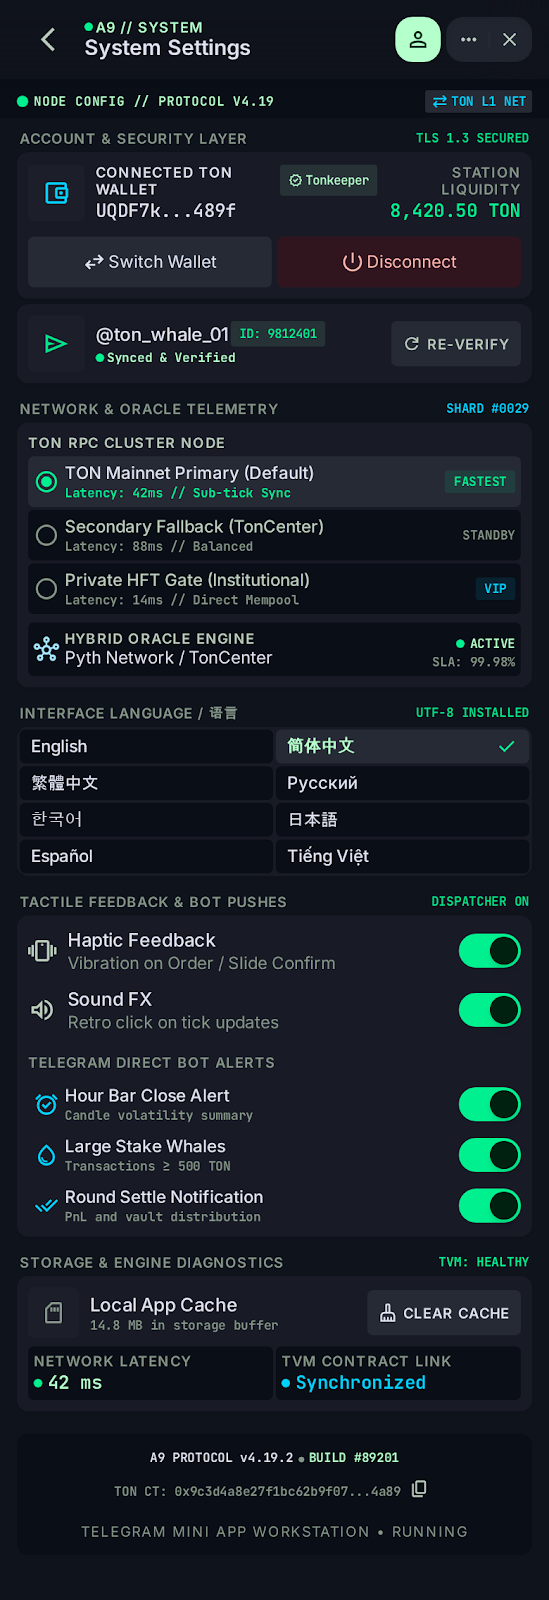 A9 // SYSTEM
System Settings
NODE CONFIG // PROTOCOL V4.19
TON L1 NET
ACCOUNT & SECURITY LAYER
TLS 1.3 SECURED
CONNECTED TON
WALLET
UQDF7k...489f
Tonkeeper
STATION
LIQUIDITY
8,420.50 TON
Switch Wallet
Disconnect
@ton_whale_01
ID: 9812401
Synced & Verified
RE-VERIFY
NETWORK & ORACLE TELEMETRY
SHARD #0029
TON RPC CLUSTER NODE
TON Mainnet Primary (Default)
Latency: 42ms // Sub-tick Sync
FASTEST
Secondary Fallback (TonCenter)
Latency: 88ms // Balanced
STANDBY
Private HFT Gate (Institutional)
Latency: 14ms // Direct Mempool
VIP
HYBRID ORACLE ENGINE
Pyth Network / TonCenter
ACTIVE
SLA: 99.98%
INTERFACE LANGUAGE / 语言
UTF-8 INSTALLED
English
简体中文
繁體中文
Русский
한국어
日本語
Español
Tiếng Việt
TACTILE FEEDBACK & BOT PUSHES
DISPATCHER ON
Haptic Feedback
Vibration on Order / Slide Confirm
Sound FX
Retro click on tick updates
TELEGRAM DIRECT BOT ALERTS
Hour Bar Close Alert
Candle volatility summary
Large Stake Whales
Transactions ≥ 500 TON
Round Settle Notification
PnL and vault distribution
STORAGE & ENGINE DIAGNOSTICS
TVM: HEALTHY
Local App Cache
14.8 MB in storage buffer
CLEAR CACHE
NETWORK LATENCY
42 ms
TVM CONTRACT LINK
Synchronized
A9 PROTOCOL v4.19.2 • BUILD #89201
TON CT: 0x9c3d4a8e27f1bc62b9f07...4a89
TELEGRAM MINI APP WORKSTATION • RUNNING